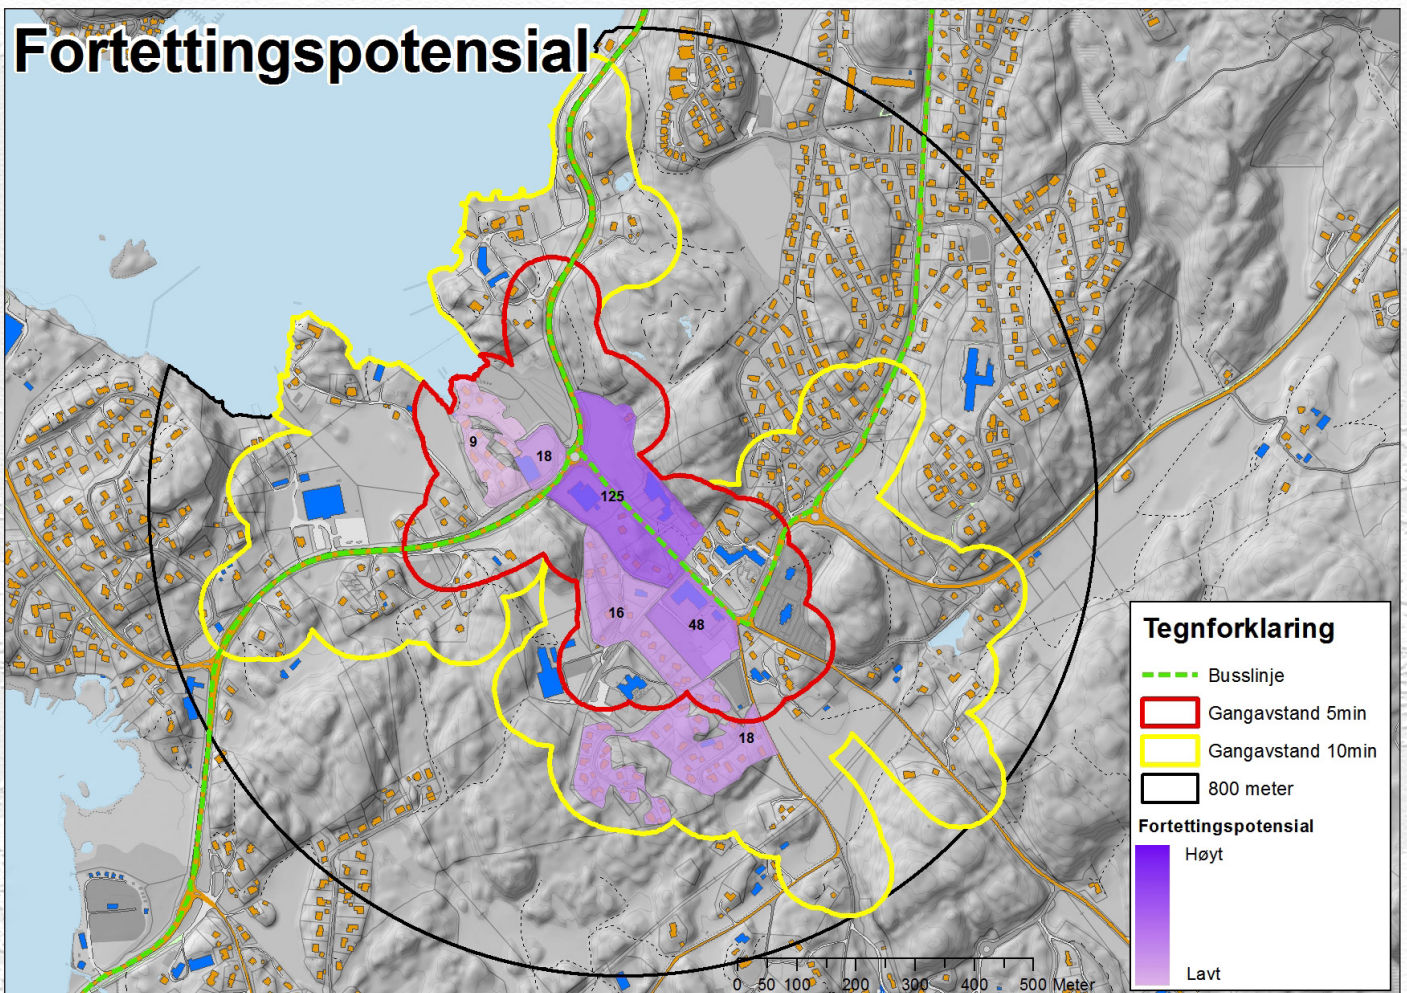 Fortettingspotensial
9
18
125
16
48
18
Tegnforklaring
Busslinje
Gangavstand 5min
Gangavstand 10min
800 meter
Fortettingspotensial
Høyt
Lavt
0 50 100 200 300 400 500 Meter